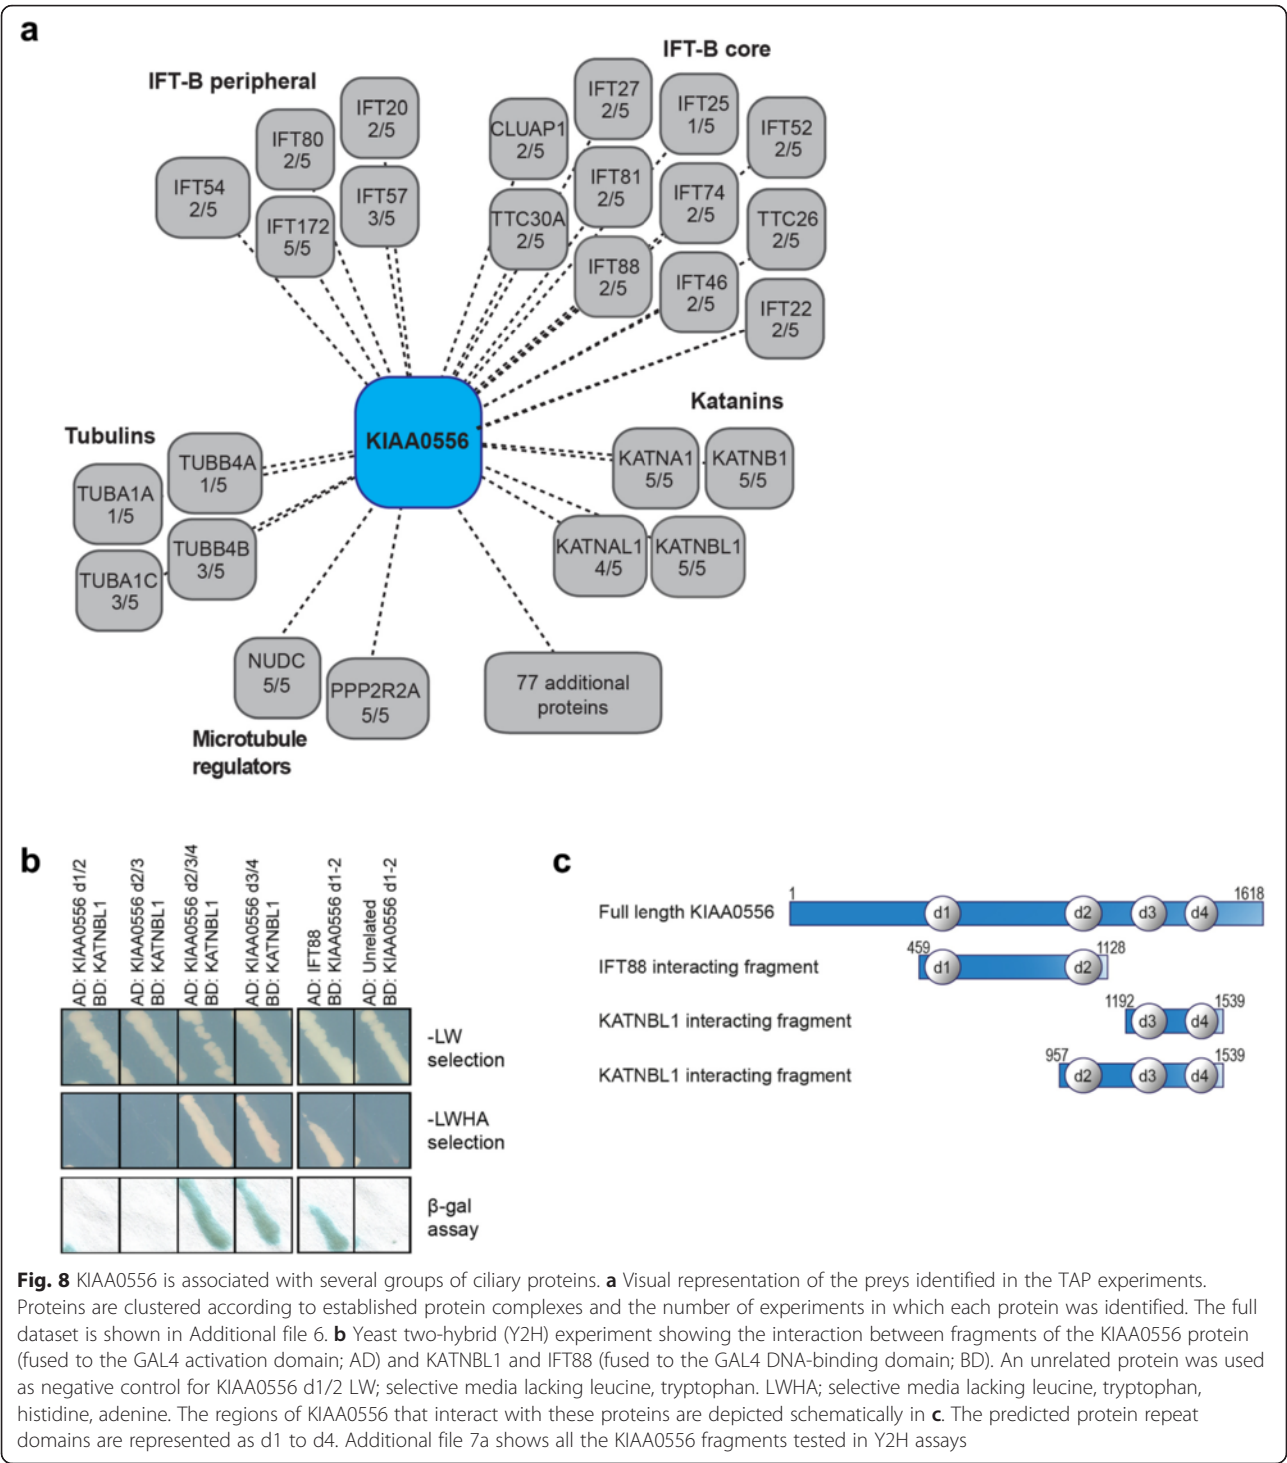 a
IFT-B peripheral
IFT-B core
IFT54
2/5
IFT80
2/5
IFT20
2/5
IFT172
5/5
IFT57
3/5
CLUAP1
2/5
IFT27
2/5
IFT25
1/5
IFT52
2/5
TTC30A
2/5
IFT81
2/5
IFT74
2/5
TTC26
2/5
IFT88
2/5
IFT46
2/5
IFT22
2/5
KIAA0556
Tubulins
TUBB4A
1/5
TUBA1A
1/5
TUBB4B
3/5
TUBA1C
3/5
Katanins
KATNA1
5/5
KATNB1
5/5
KATNAL1
4/5
KATNBL1
5/5
NUDC
5/5
PPP2R2A
5/5
Microtubule
regulators
77 additional
proteins
b
AD: KIAA0556 d1/2
BD: KATNBL1
AD: KIAA0556 d2/3
BD: KATNBL1
AD: KIAA0556 d2/3/4
BD: KATNBL1
AD: KIAA0556 d3/4
BD: KATNBL1
AD: IFT88
BD: KIAA0556 d1-2
AD: Unrelated
BD: KIAA0556 d1-2
-LW
selection
-LWHA
selection
β-gal
assay
c
1 1618
Full length KIAA0556 d1 d2 d3 d4
459 1128
IFT88 interacting fragment d1 d2
1192 1539
KATNBL1 interacting fragment d3 d4
957 1539
KATNBL1 interacting fragment d2 d3 d4
Fig. 8 KIAA0556 is associated with several groups of ciliary proteins. a Visual representation of the preys identified in the TAP experiments.
Proteins are clustered according to established protein complexes and the number of experiments in which each protein was identified. The full
dataset is shown in Additional file 6. b Yeast two-hybrid (Y2H) experiment showing the interaction between fragments of the KIAA0556 protein
(fused to the GAL4 activation domain; AD) and KATNBL1 and IFT88 (fused to the GAL4 DNA-binding domain; BD). An unrelated protein was used
as negative control for KIAA0556 d1/2 LW; selective media lacking leucine, tryptophan. LWHA; selective media lacking leucine, tryptophan,
histidine, adenine. The regions of KIAA0556 that interact with these proteins are depicted schematically in c. The predicted protein repeat
domains are represented as d1 to d4. Additional file 7a shows all the KIAA0556 fragments tested in Y2H assays